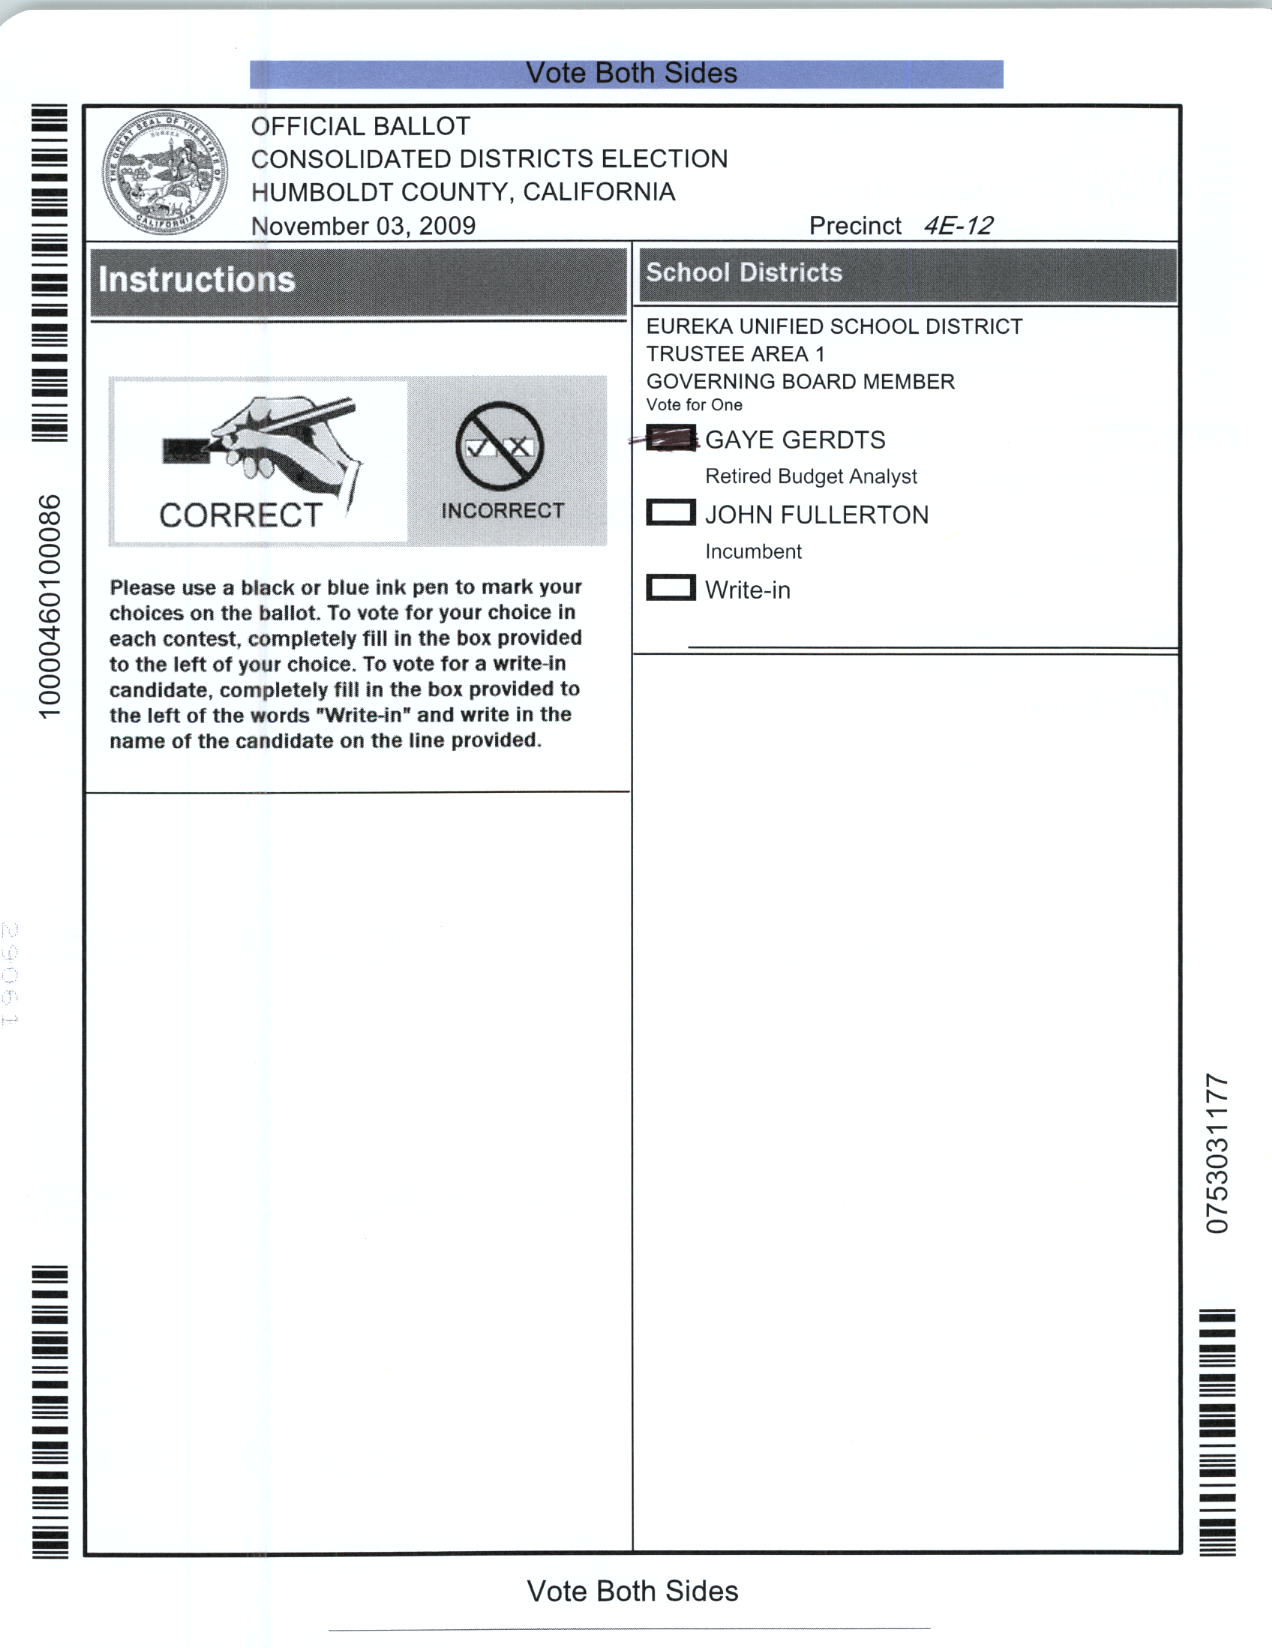 Vote Both Sides
THE GREAT SEAL OF THE STATE OF CALIFORNIA
EUREKA
OFFICIAL BALLOT
CONSOLIDATED DISTRICTS ELECTION
HUMBOLDT COUNTY, CALIFORNIA
November 03, 2009
Precinct 4E-12
Instructions
CORRECT
INCORRECT
Please use a black or blue ink pen to mark your
choices on the ballot. To vote for your choice in
each contest, completely fill in the box provided
to the left of your choice. To vote for a write-in
candidate, completely fill in the box provided to
the left of the words "Write-in" and write in the
name of the candidate on the line provided.
School Districts
EUREKA UNIFIED SCHOOL DISTRICT
TRUSTEE AREA 1
GOVERNING BOARD MEMBER
Vote for One
GAYE GERDTS
Retired Budget Analyst
JOHN FULLERTON
Incumbent
Write-in
10000460100086
29061
0753031177
Vote Both Sides